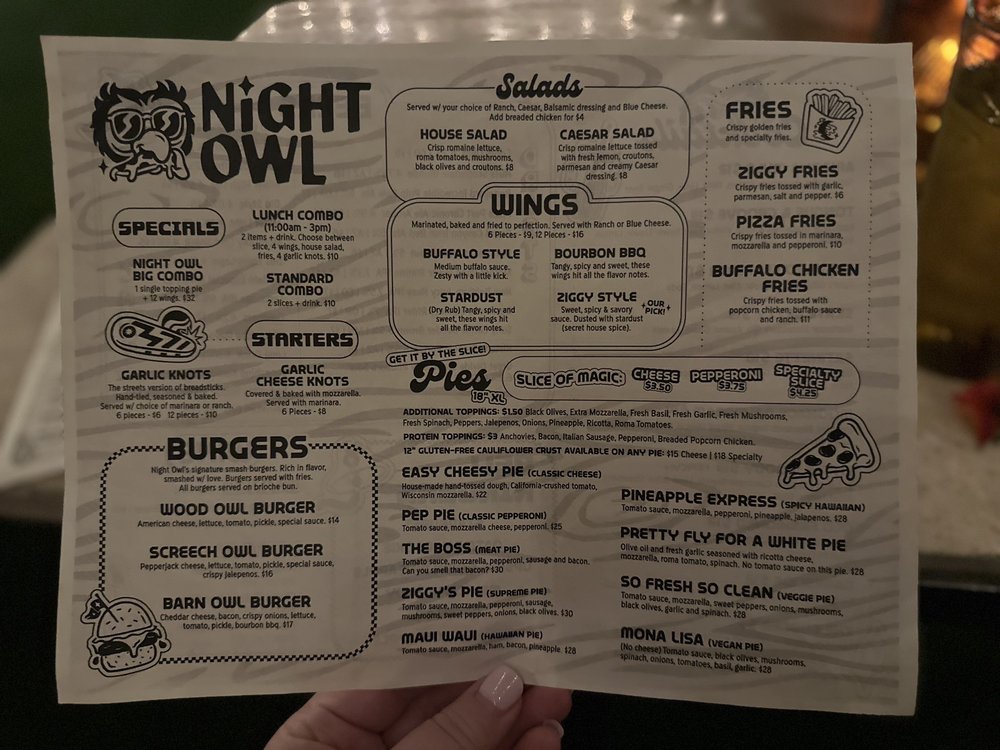 NiGHT
OWL
SPECIALS
NIGHT OWL
BIG COMBO
1 single topping pie
+ 12 wings. $32
LUNCH COMBO
(11:00am - 3pm)
2 items + drink. Choose between
slice, 4 wings, house salad,
fries, 4 garlic knots. $10
STANDARD
COMBO
2 slices + drink. $10
STARTERS
GARLIC KNOTS
The streets version of breadsticks.
Hand-tied, seasoned & baked.
Served w/ choice of marinara or ranch.
6 pieces - $6 12 pieces - $10
GARLIC
CHEESE KNOTS
Covered & baked with mozzarella.
Served with marinara.
6 Pieces - $8
BURGERS
Night Owl's signature smash burgers. Rich in flavor,
smashed w/ love. Burgers served with fries.
All burgers served on brioche bun.
WOOD OWL BURGER
American cheese, lettuce, tomato, pickle, special sauce. $14
SCREECH OWL BURGER
Pepperjack cheese, lettuce, tomato, pickle, special sauce,
crispy jalepenos. $16
BARN OWL BURGER
Cheddar cheese, bacon, crispy onions, lettuce,
tomato, pickle, bourbon bbq. $17
Salads
Served w/ your choice of Ranch, Caesar, Balsamic dressing and Blue Cheese.
Add breaded chicken for $4
HOUSE SALAD
Crisp romaine lettuce,
roma tomatoes, mushrooms,
black olives and croutons. $8
CAESAR SALAD
Crisp romaine lettuce tossed
with fresh lemon, croutons,
parmesan and creamy Caesar
dressing. $8
WINGS
Marinated, baked and fried to perfection. Served with Ranch or Blue Cheese.
6 Pieces - $9, 12 Pieces - $16
BUFFALO STYLE
Medium buffalo sauce.
Zesty with a little kick.
BOURBON BBQ
Tangy, spicy and sweet, these
wings hit all the flavor notes.
STARDUST
(Dry Rub) Tangy, spicy and
sweet, these wings hit
all the flavor notes.
ZIGGY STYLE
Sweet, spicy & savory
sauce. Dusted with stardust
(secret house spice).
OUR
PICK!
FRIES
Crispy golden fries
and specialty fries.
ZIGGY FRIES
Crispy fries tossed with garlic,
parmesan, salt and pepper. $6
PIZZA FRIES
Crispy fries tossed in marinara,
mozzarella and pepperoni. $10
BUFFALO CHICKEN
FRIES
Crispy fries tossed with
popcorn chicken, buffalo sauce
and ranch. $11
GET IT BY THE SLICE!
Pies
18" XL
SLICE OF MAGIC:
CHEESE
$3.50
PEPPERONI
$3.75
SPECIALTY
SLICE
$4.25
ADDITIONAL TOPPINGS: $1.50 Black Olives, Extra Mozzarella, Fresh Basil, Fresh Garlic, Fresh Mushrooms,
Fresh Spinach, Peppers, Jalepenos, Onions, Pineapple, Ricotta, Roma Tomatoes.
PROTEIN TOPPINGS: $3 Anchovies, Bacon, Italian Sausage, Pepperoni, Breaded Popcorn Chicken.
12" GLUTEN-FREE CAULIFLOWER CRUST AVAILABLE ON ANY PIE: $15 Cheese | $18 Specialty
EASY CHEESY PIE (CLASSIC CHEESE)
House-made hand-tossed dough, California-crushed tomato,
Wisconsin mozzarella. $22
PEP PIE (CLASSIC PEPPERONI)
Tomato sauce, mozzarella cheese, pepperoni. $25
THE BOSS (MEAT PIE)
Tomato sauce, mozzarella, pepperoni, sausage and bacon.
Can you smell that bacon? $30
ZIGGY'S PIE (SUPREME PIE)
Tomato sauce, mozzarella, pepperoni, sausage,
mushrooms, sweet peppers, onions, black olives. $30
MAUI WAUI (HAWAIIAN PIE)
Tomato sauce, mozzarella, ham, bacon, pineapple. $28
PINEAPPLE EXPRESS (SPICY HAWAIIAN)
Tomato sauce, mozzarella, pepperoni, pineapple, jalapenos. $28
PRETTY FLY FOR A WHITE PIE
Olive oil and fresh garlic seasoned with ricotta cheese,
mozzarella, roma tomato, spinach. No tomato sauce on this pie. $28
SO FRESH SO CLEAN (VEGGIE PIE)
Tomato sauce, mozzarella, sweet peppers, onions, mushrooms,
black olives, garlic and spinach. $28
MONA LISA (VEGAN PIE)
(No cheese) Tomato sauce, black olives, mushrooms,
spinach, onions, tomatoes, basil, garlic. $28